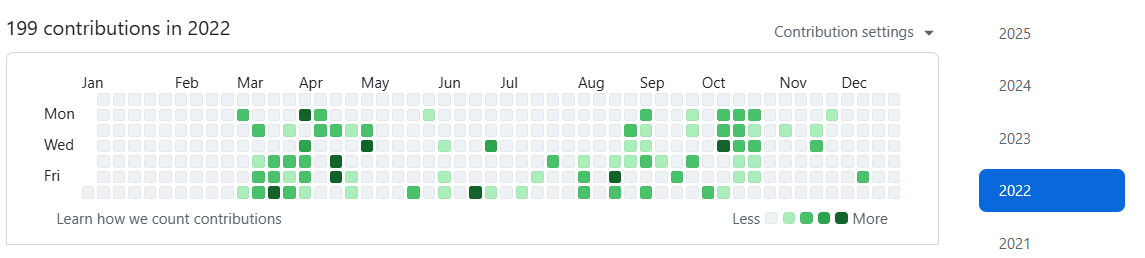 199 contributions in 2022
Contribution settings
Jan Feb Mar Apr May Jun Jul Aug Sep Oct Nov Dec
Mon
Wed
Fri
Learn how we count contributions
Less More
2025
2024
2023
2022
2021